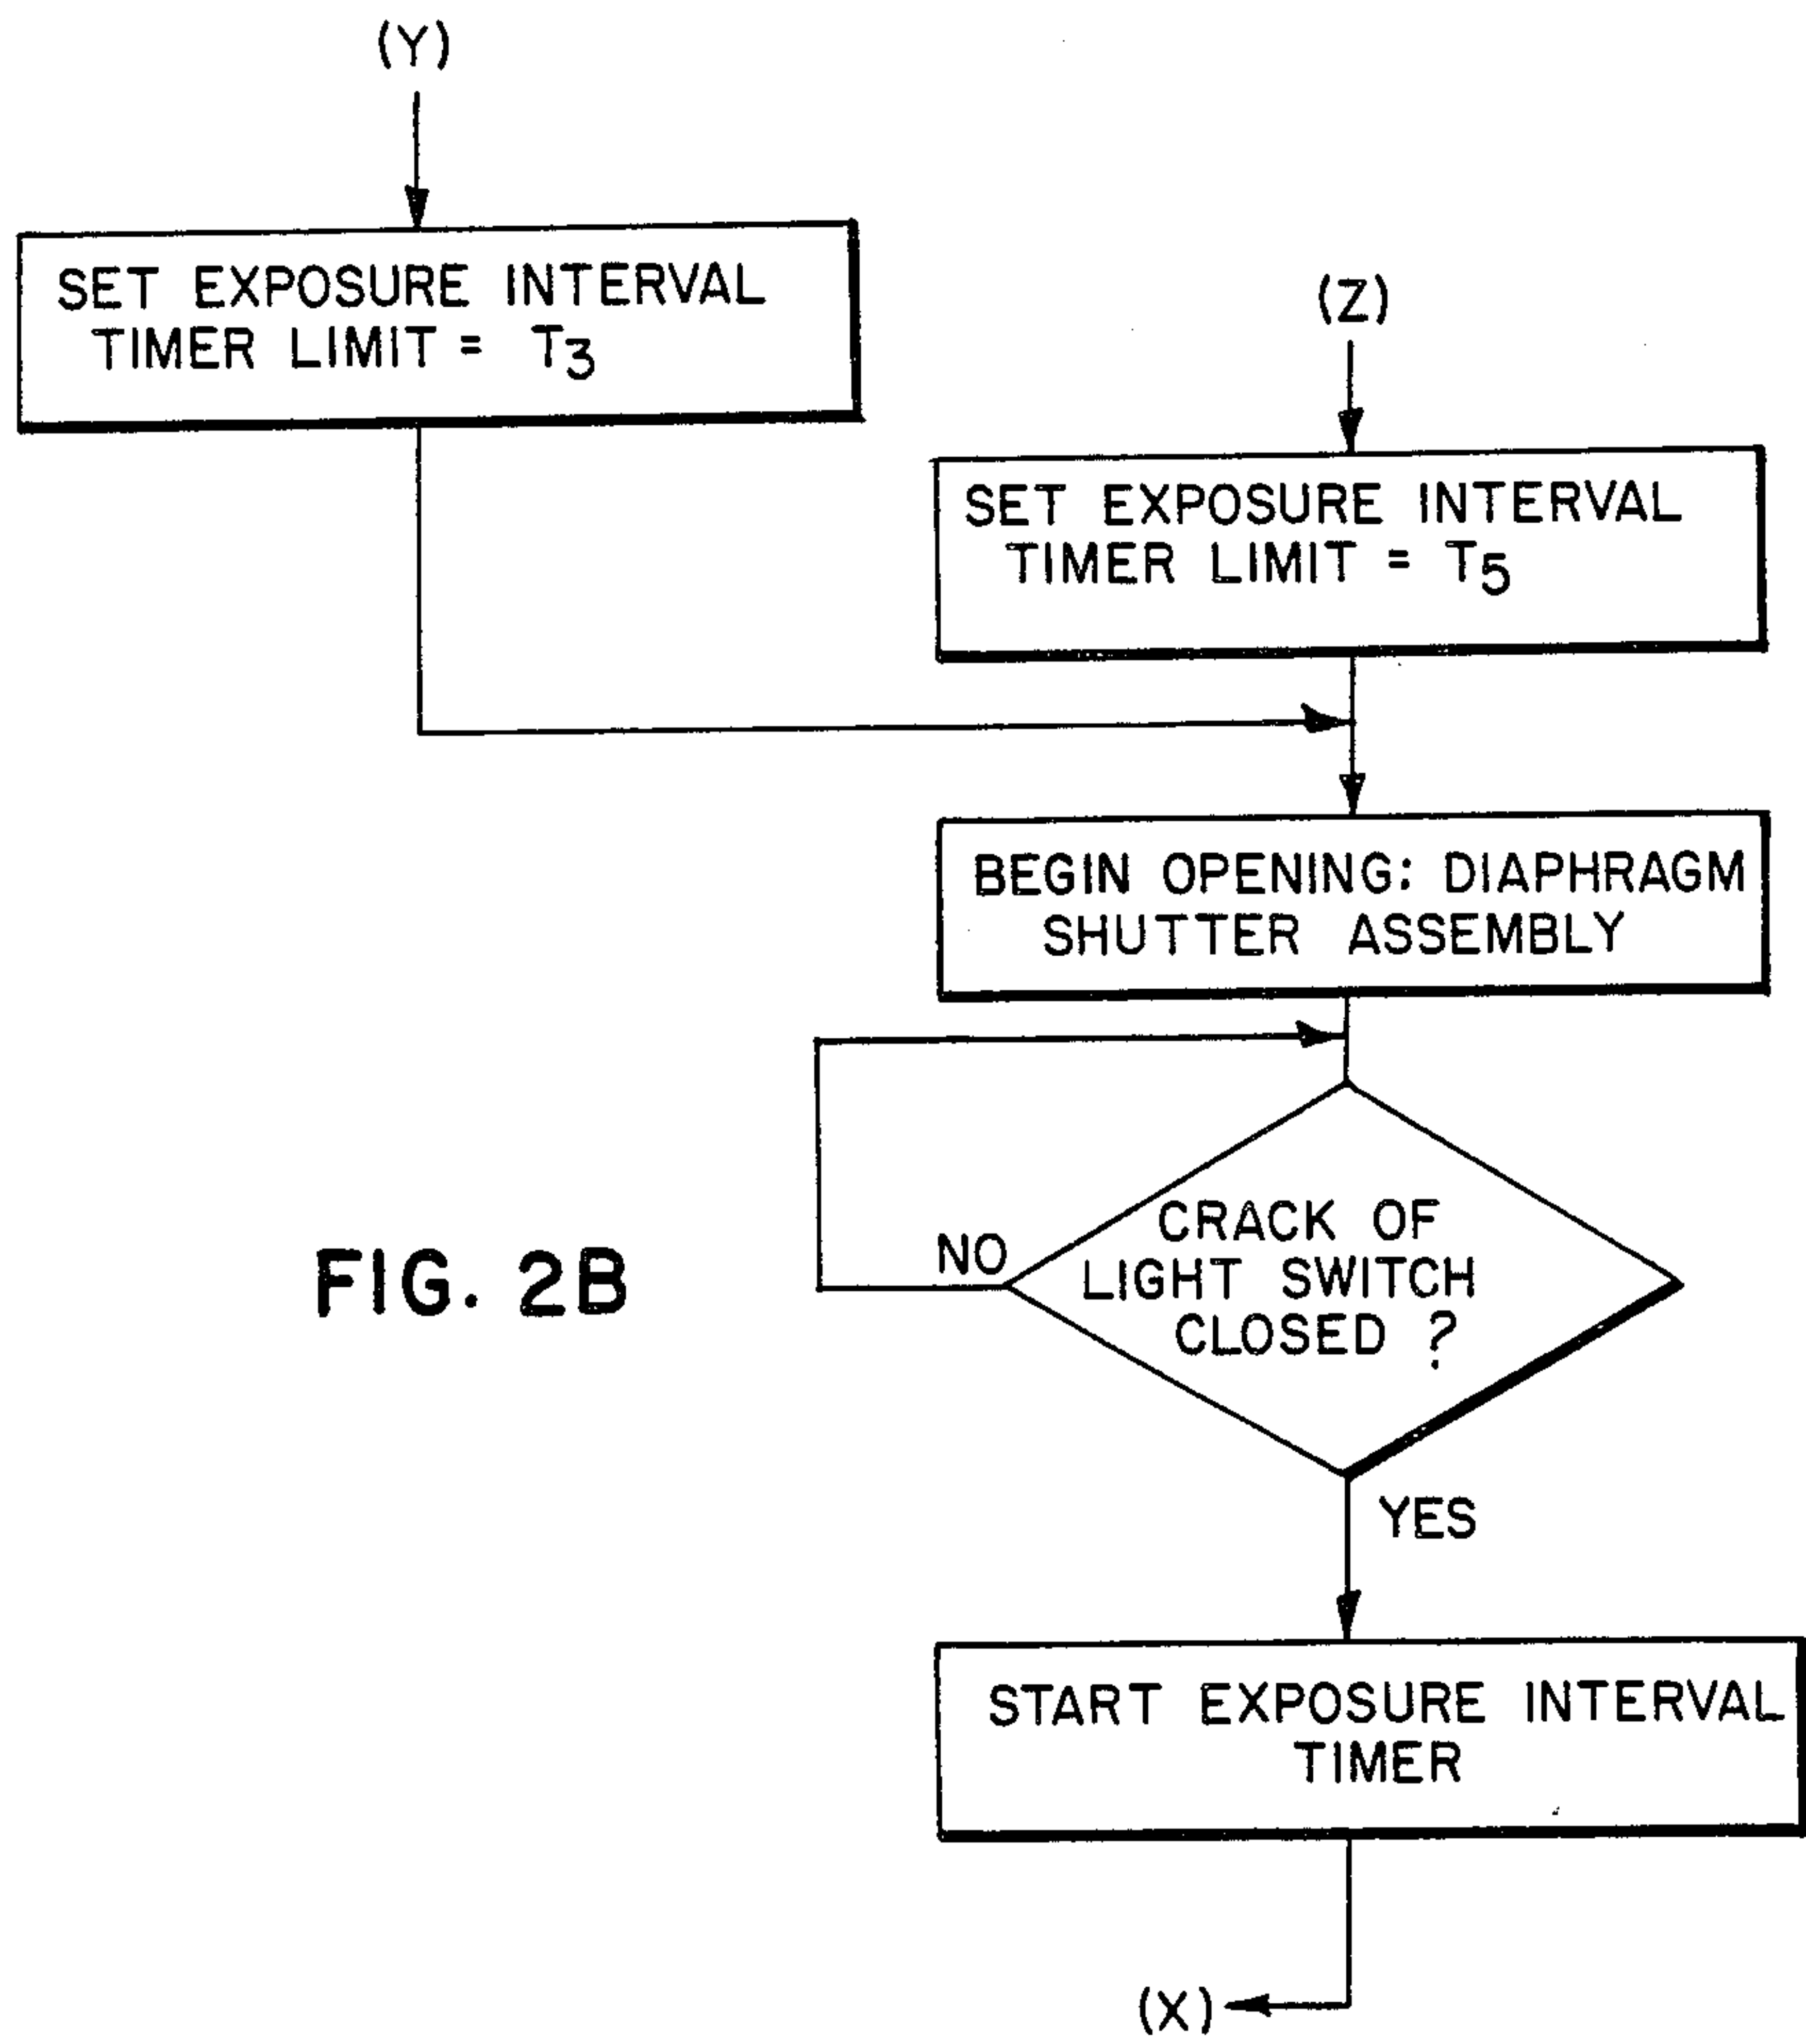 (Y)
SET EXPOSURE INTERVAL
TIMER LIMIT = T3
(Z)
SET EXPOSURE INTERVAL
TIMER LIMIT = T5
BEGIN OPENING: DIAPHRAGM
SHUTTER ASSEMBLY
CRACK OF
LIGHT SWITCH
CLOSED ?
NO
FIG. 2B
YES
START EXPOSURE INTERVAL
TIMER
(X)